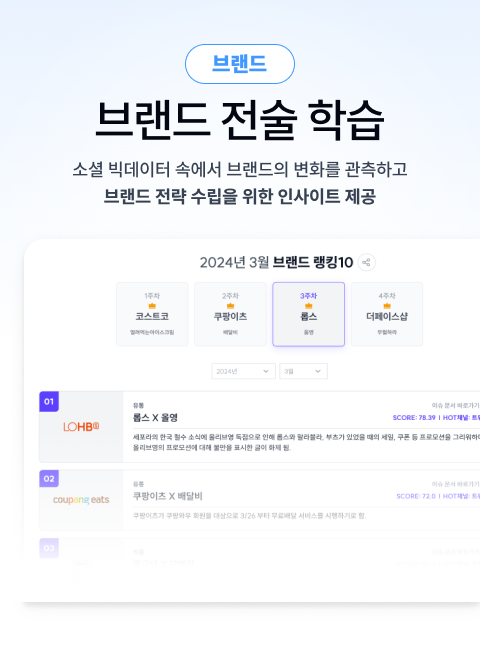 브랜드
브랜드 전술 학습
소셜 빅데이터 속에서 브랜드의 변화를 관측하고
브랜드 전략 수립을 위한 인사이트 제공
2024년 3월 브랜드 랭킹10
1주차
코스트코
얼려먹는아이스크림
2주차
쿠팡이츠
배달비
3주차
롭스
올영
4주차
더페이스샵
쿠쌀하라
2024년
3월
01
LOHB
유통
이슈 문서 바로가기
롭스 X 올영
SCORE: 78.39 I HOT채널: 트위
세포라의 한국 철수 소식에 올리브영 독점으로 인해 롭스와 랄라블라, 부츠가 있었을 때의 세일, 쿠폰 등 프로모션을 그리워하며
올리브영의 프로모션에 대해 불만을 표시한 글이 화제 됨.
02
coupang eats
유통
이슈 문서 바로가기
쿠팡이츠 X 배달비
SCORE: 73.0 I HOT채널: 트위
쿠팡이츠가 쿠팡와우 회원을 대상으로 3/26 부터 무료배달 서비스를 시행하기로 함.
03